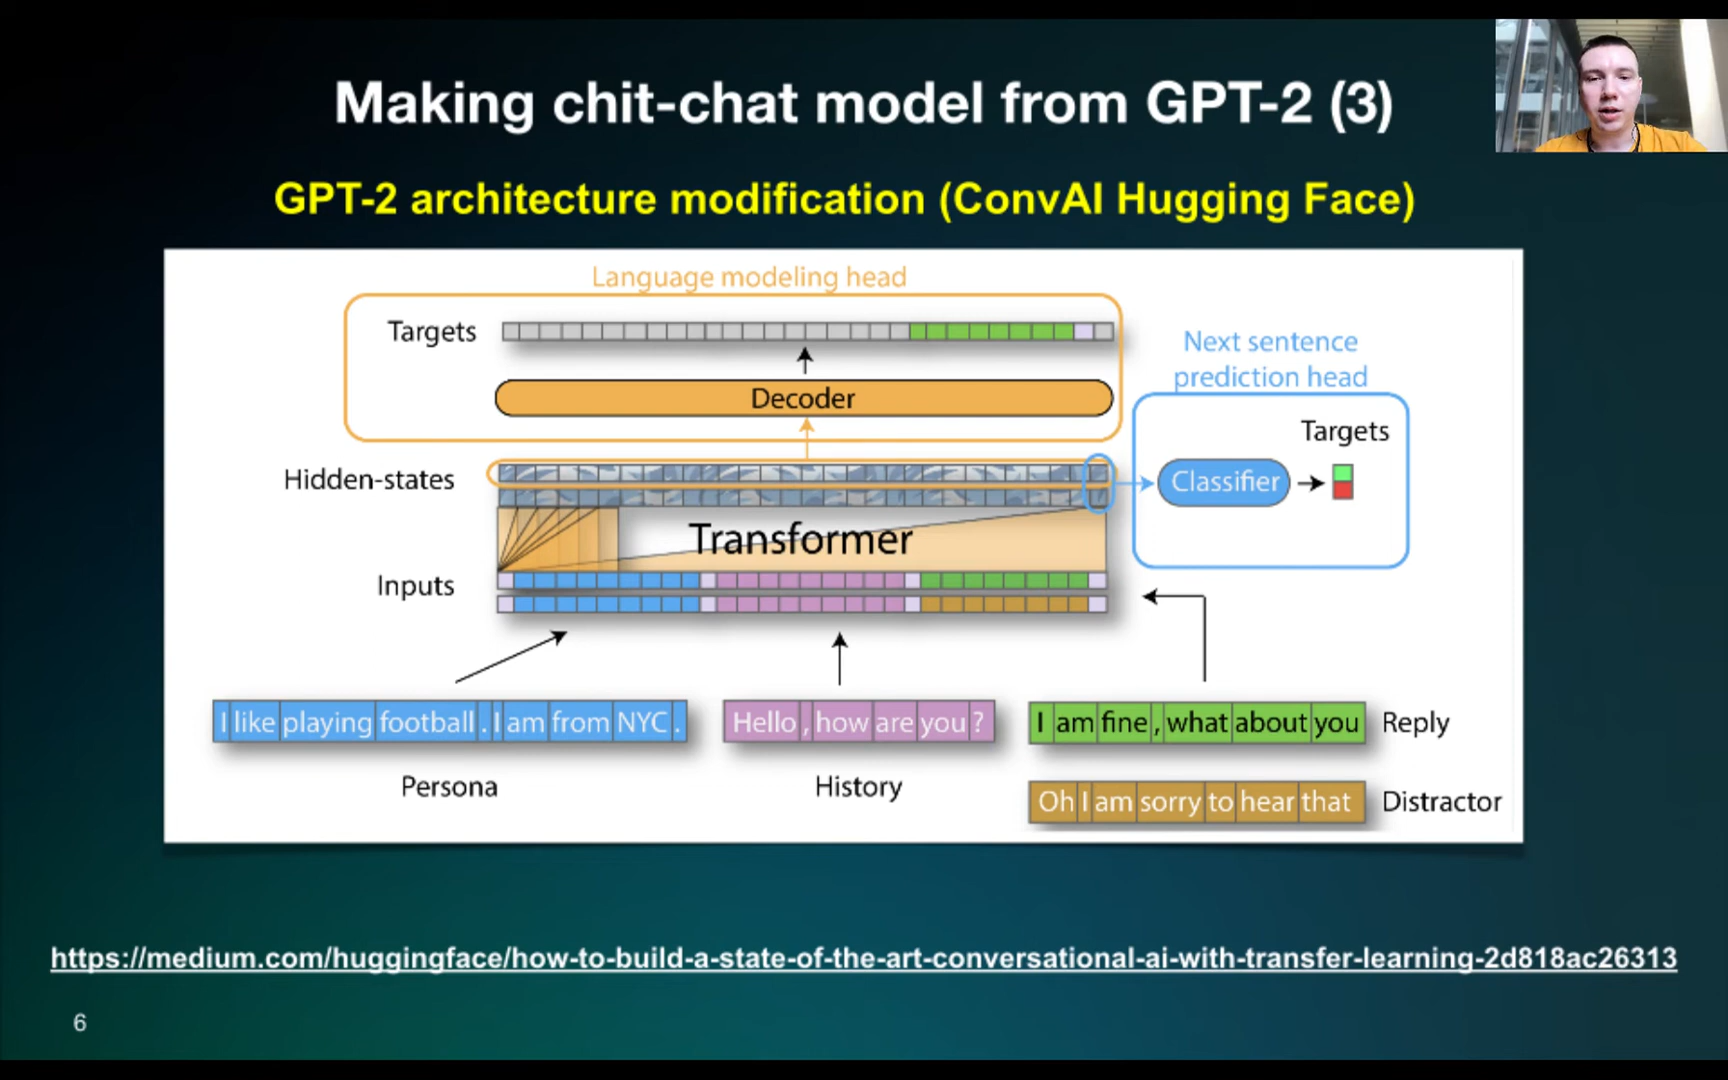 Making chit-chat model from GPT-2 (3)
GPT-2 architecture modification (ConvAI Hugging Face)
Language modeling head
Targets
Decoder
Next sentence
prediction head
Targets
Classifier
Hidden-states
Transformer
Inputs
I like playing football . I am from NYC .
Persona
Hello , how are you ?
History
I am fine , what about you
Reply
Oh I am sorry to hear that
Distractor
https://medium.com/huggingface/how-to-build-a-state-of-the-art-conversational-ai-with-transfer-learning-2d818ac26313
6